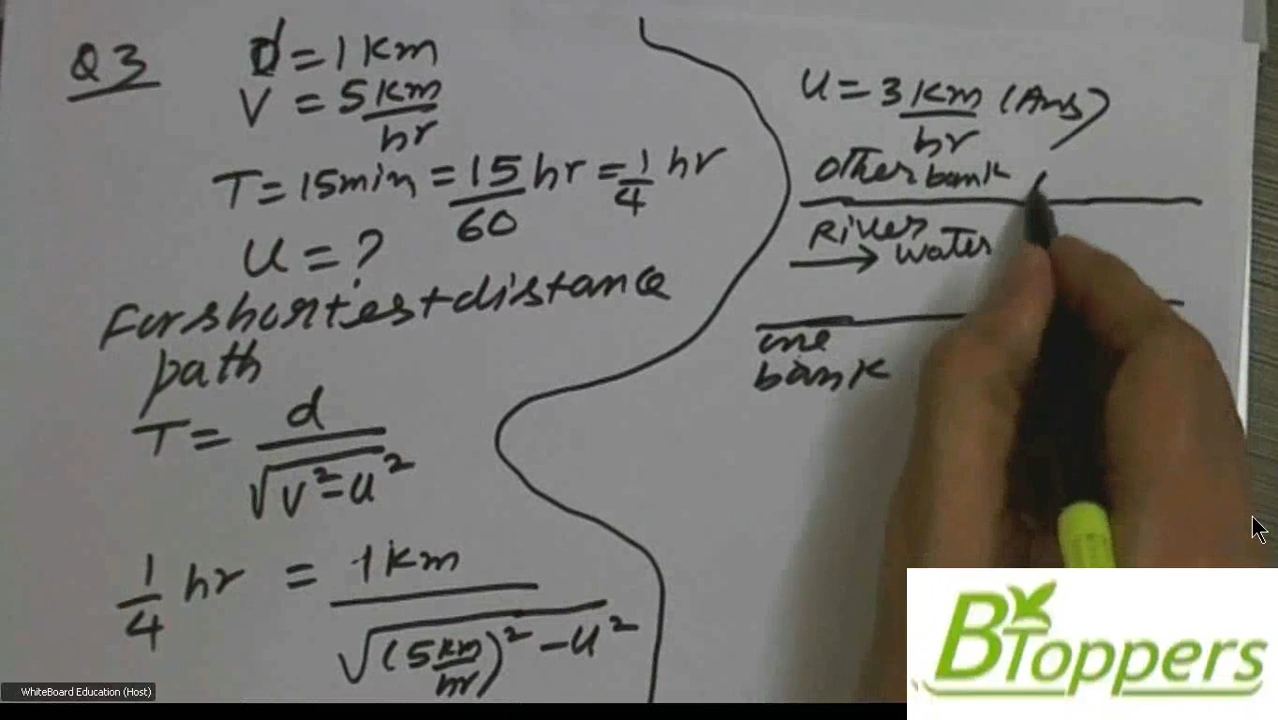 Q3
d = 1 km
V = 5 km/hr
T = 15 min = 15/60 hr = 1/4 hr
u = ?
For shortest distance
path
T = d/√v²-u²
1/4 hr = 1 km/√(5 km/hr)² - u²
u = 3 km/hr (Ans)
other bank
River
→ water
one
bank
BToppers
WhiteBoard Education (Host)